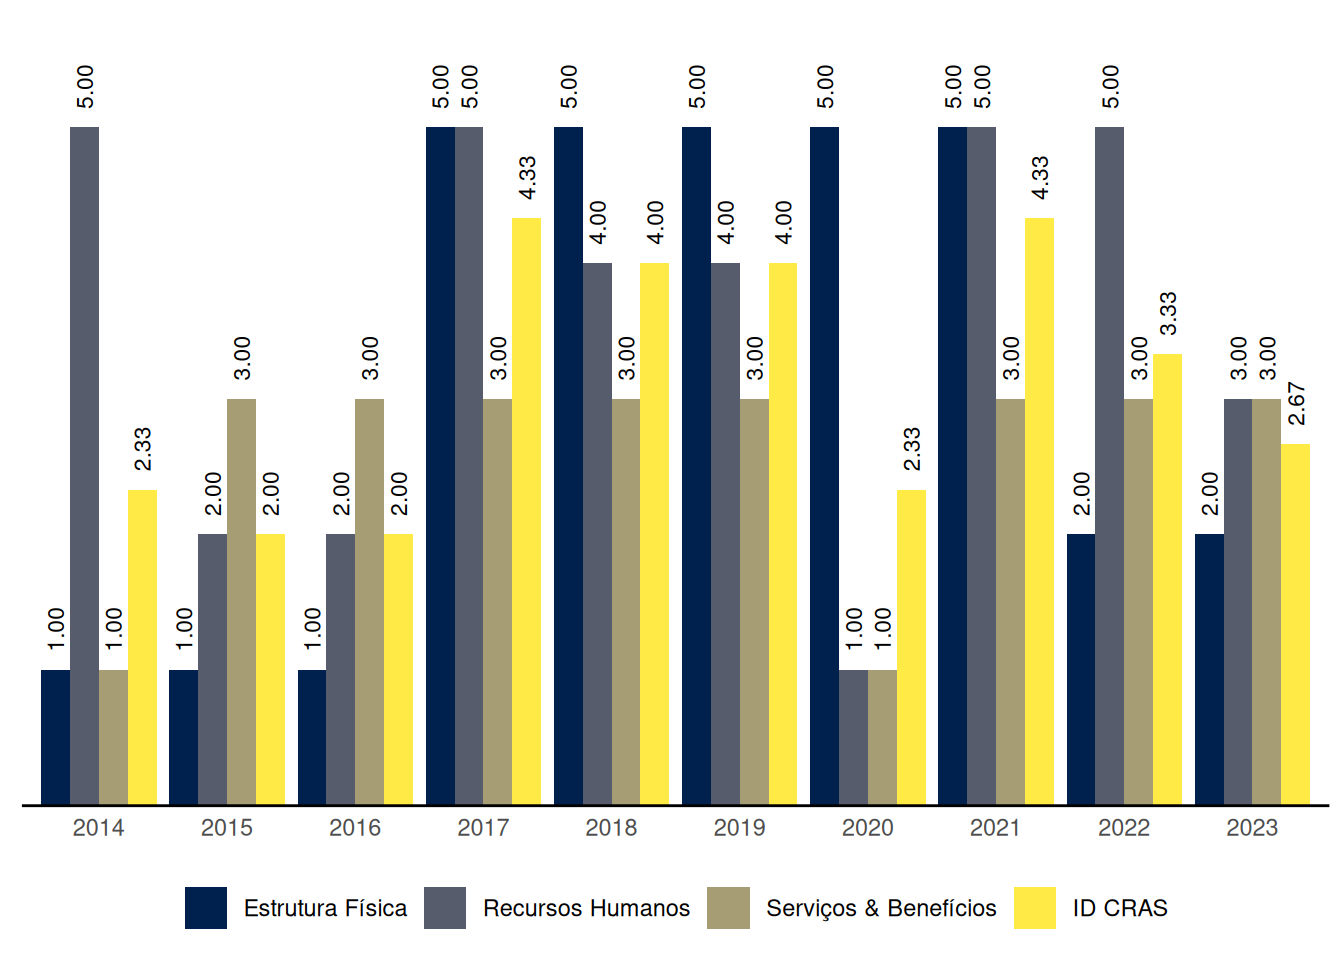 5.00 5.00 5.00 5.00 5.00 5.00 5.00 5.00 5.00
4.33 4.33
4.00 4.00 4.00 4.00
3.33
3.00 3.00 3.00 3.00 3.00 3.00 3.00 3.00 3.00
2.67
2.33 2.33
2.00 2.00 2.00 2.00 2.00 2.00
1.00 1.00 1.00 1.00 1.00 1.00
2014 2015 2016 2017 2018 2019 2020 2021 2022 2023
Estrutura Física Recursos Humanos Serviços & Benefícios ID CRAS